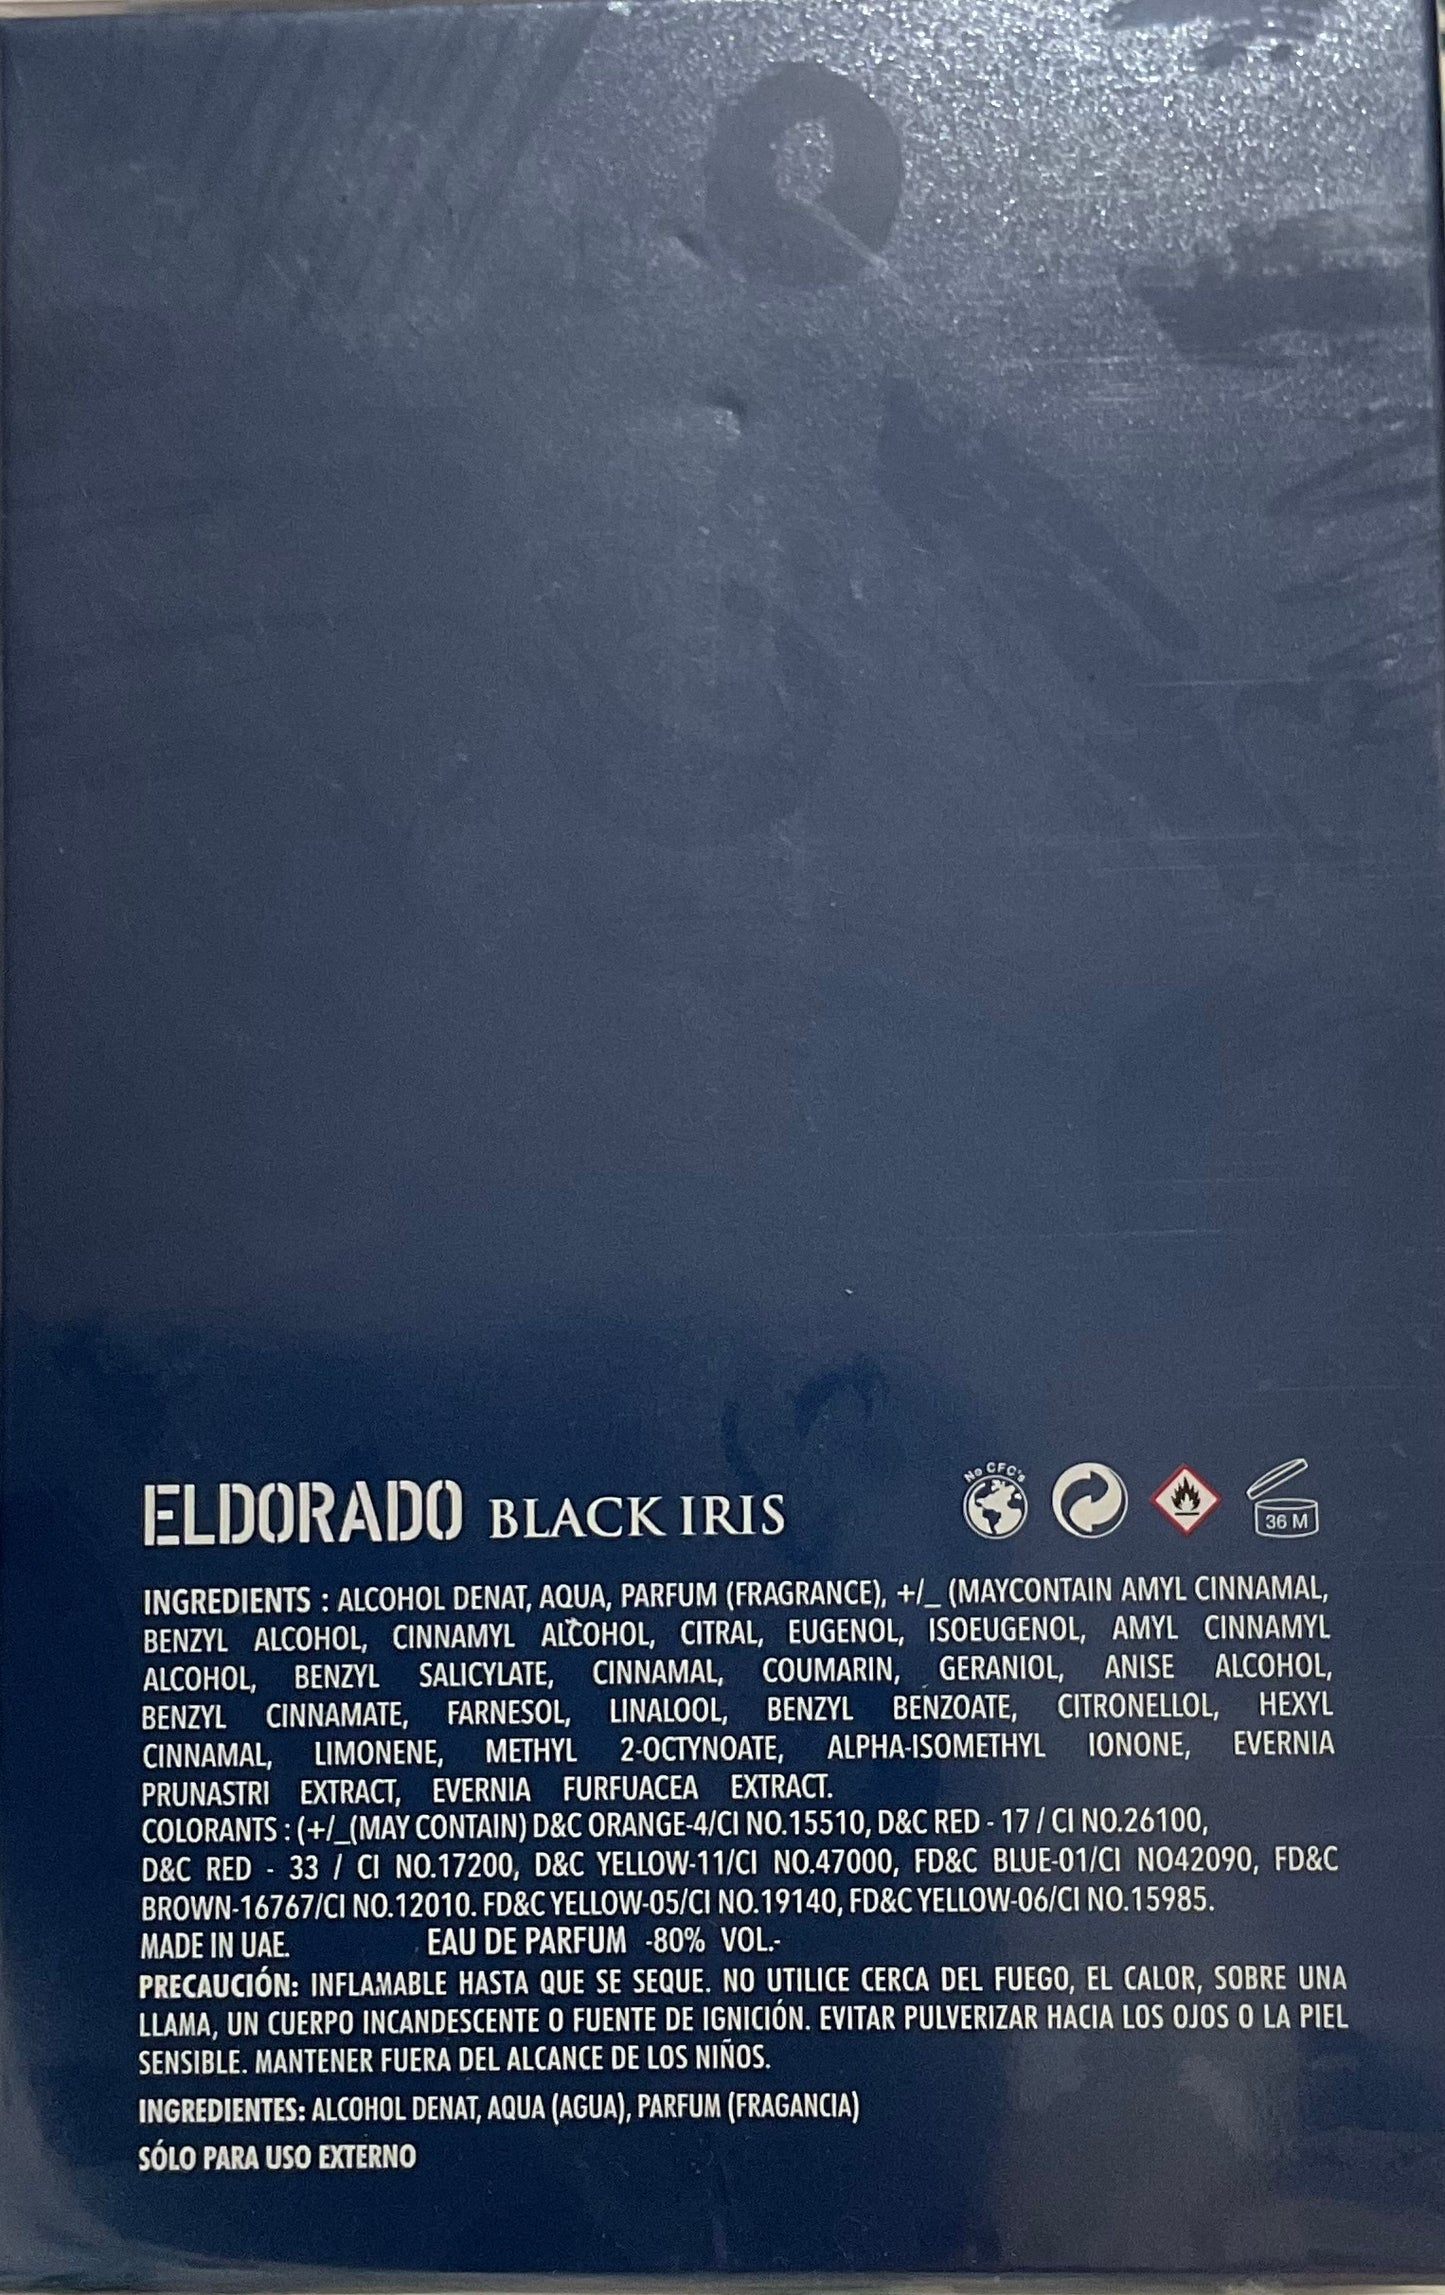 ELDORADO BLACK IRIS
No CFC's
36 M
INGREDIENTS : ALCOHOL DENAT, AQUA, PARFUM (FRAGRANCE), +/_ (MAYCONTAIN AMYL CINNAMAL,
BENZYL ALCOHOL, CINNAMYL ALCOHOL, CITRAL, EUGENOL, ISOEUGENOL, AMYL CINNAMYL
ALCOHOL, BENZYL SALICYLATE, CINNAMAL, COUMARIN, GERANIOL, ANISE ALCOHOL,
BENZYL CINNAMATE, FARNESOL, LINALOOL, BENZYL BENZOATE, CITRONELLOL, HEXYL
CINNAMAL, LIMONENE, METHYL 2-OCTYNOATE, ALPHA-ISOMETHYL IONONE, EVERNIA
PRUNASTRI EXTRACT, EVERNIA FURFUACEA EXTRACT.
COLORANTS : (+/_(MAY CONTAIN) D&C ORANGE-4/CI NO.15510, D&C RED - 17 / CI NO.26100,
D&C RED - 33 / CI NO.17200, D&C YELLOW-11/CI NO.47000, FD&C BLUE-01/CI NO42090, FD&C
BROWN-16767/CI NO.12010. FD&C YELLOW-05/CI NO.19140, FD&C YELLOW-06/CI NO.15985.
MADE IN UAE. EAU DE PARFUM -80% VOL.-
PRECAUCIÓN: INFLAMABLE HASTA QUE SE SEQUE. NO UTILICE CERCA DEL FUEGO, EL CALOR, SOBRE UNA
LLAMA, UN CUERPO INCANDESCENTE O FUENTE DE IGNICIÓN. EVITAR PULVERIZAR HACIA LOS OJOS O LA PIEL
SENSIBLE. MANTENER FUERA DEL ALCANCE DE LOS NIÑOS.
INGREDIENTES: ALCOHOL DENAT, AQUA (AGUA), PARFUM (FRAGANCIA)
SÓLO PARA USO EXTERNO